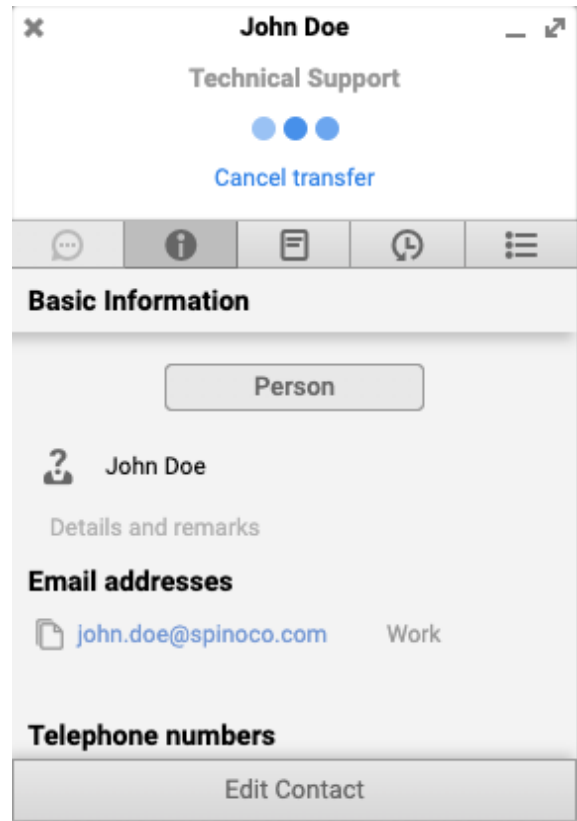 John Doe
Technical Support
Cancel transfer
Basic Information
Person
John Doe
Details and remarks
Email addresses
john.doe@spinoco.com Work
Telephone numbers
Edit Contact